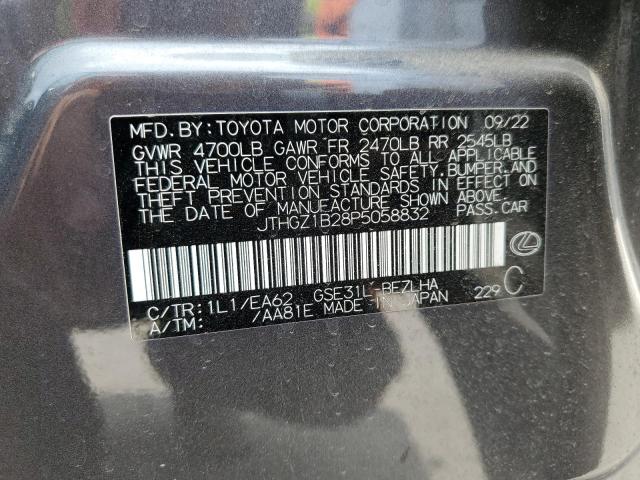 MFD.BY:TOYOTA MOTOR CORPORATION 09/22
GVWR 4700LB GAWR FR 2470LB RR 2545LB
THIS VEHICLE CONFORMS TO ALL APPLICABLE
FEDERAL MOTOR VEHICLE SAFETY,BUMPER,AND
THEFT PREVENTION STANDARDS IN EFFECT ON
THE DATE OF MANUFACTURE SHOWN ABOVE.
JTHGZ1B28P5058832 PASS.CAR
C/TR:1L1/EA62 GSE31L-BEZLHA
A/TM: /AA81E MADE IN JAPAN 229 C